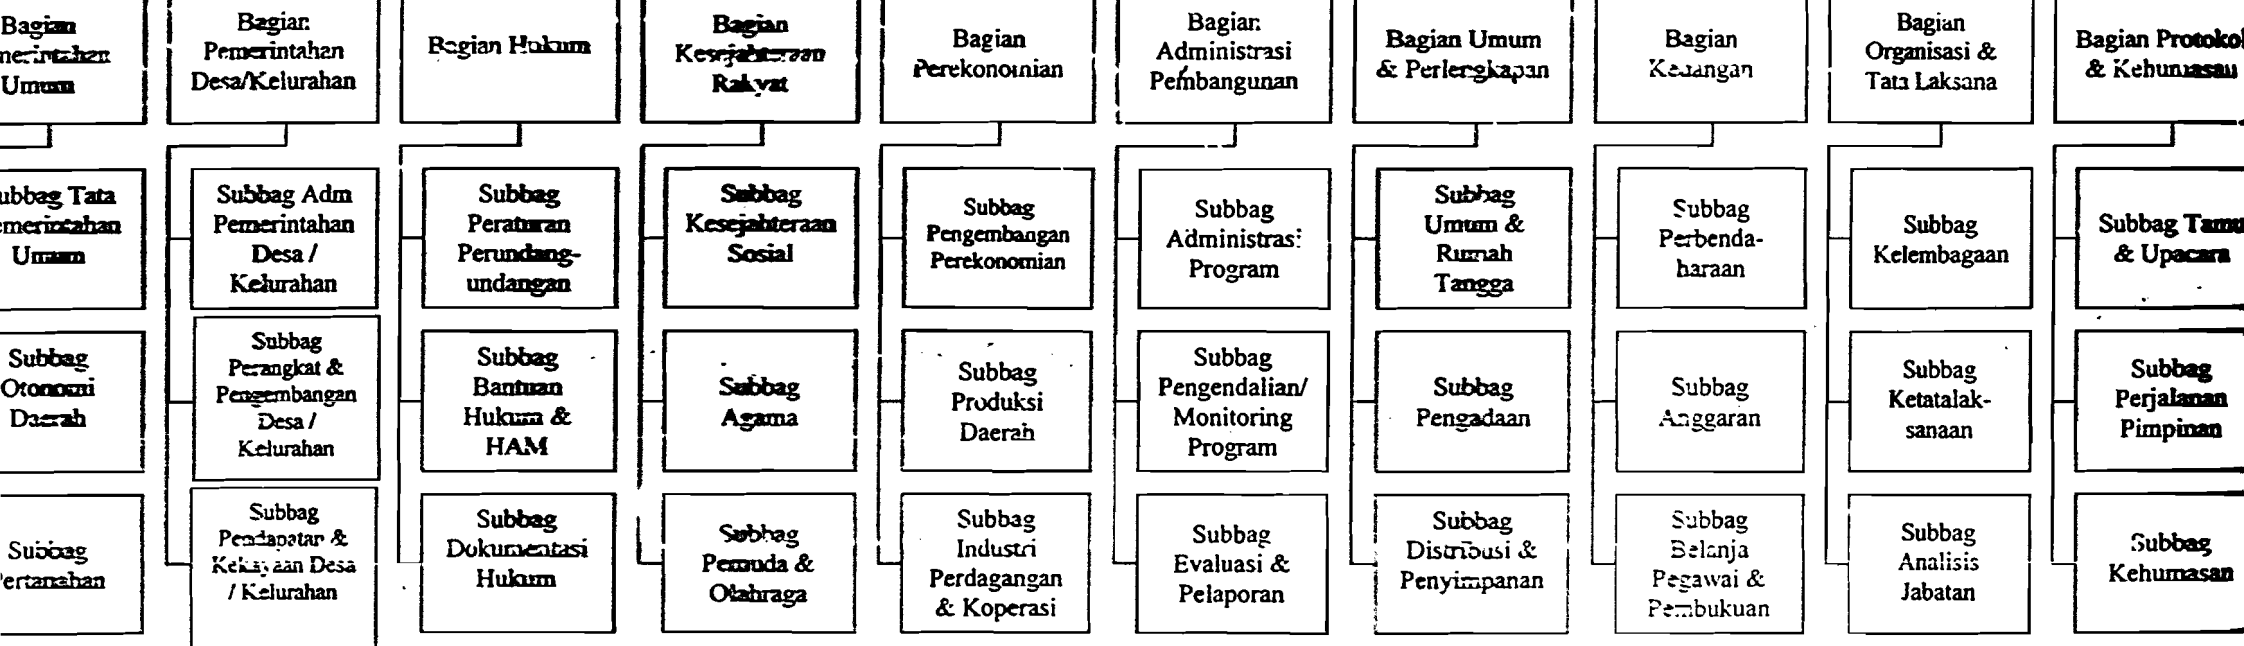 Bagian
Umum
Bagian
Pemerintahan
Desa/Kelurahan
Bagian Hukum
Bagian
Kesejahteraan
Rakyat
Bagian
Perekonomian
Bagian
Administrasi
Pembangunan
Bagian Umum
& Perlengkapan
Bagian
Keuangan
Bagian
Organisasi &
Tata Laksana
Bagian Protokol
& Kehumasan
Tata
Umum
Subbag
Otonomi
Daerah
Subbag
Subbag Adm
Pemerintahan
Desa /
Kelurahan
Subbag
Perangkat &
Pengembangan
Desa /
Kelurahan
Subbag
Pendapatan &
Kekayaan Desa
/ Kelurahan
Subbag
Peraturan
Perundang-
undangan
Subbag
Bantuan
Hukum &
HAM
Subbag
Dokumentasi
Hukum
Subbag
Kesejahteraan
Sosial
Subbag
Agama
Subbag
Pemuda &
Olahraga
Subbag
Pengembangan
Perekonomian
Subbag
Produksi
Daerah
Subbag
Industri
Perdagangan
& Koperasi
Subbag
Administrasi
Program
Subbag
Pengendalian/
Monitoring
Program
Subbag
Evaluasi &
Pelaporan
Subbag
Umum &
Rumah
Tangga
Subbag
Pengadaan
Subbag
Distribusi &
Penyimpanan
Subbag
Perbenda-
haraan
Subbag
Anggaran
Subbag
Belanja
Pegawai &
Pembukuan
Subbag
Kelembagaan
Subbag
Ketatalak-
sanaan
Subbag
Analisis
Jabatan
Subbag Tamu
& Upacara
Subbag
Perjalanan
Pimpinan
Subbag
Kehumasan